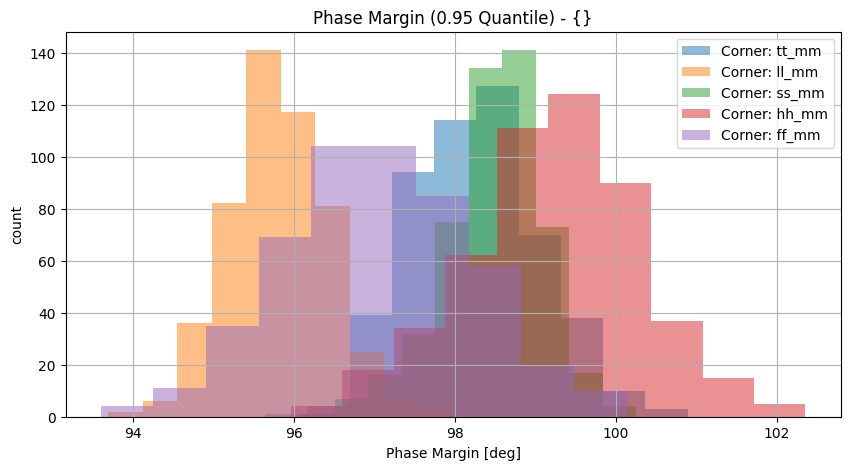 Phase Margin (0.95 Quantile) - {}
140
120
100
80
60
40
20
0
count
Corner: tt_mm
Corner: ll_mm
Corner: ss_mm
Corner: hh_mm
Corner: ff_mm
94 96 98 100 102
Phase Margin [deg]